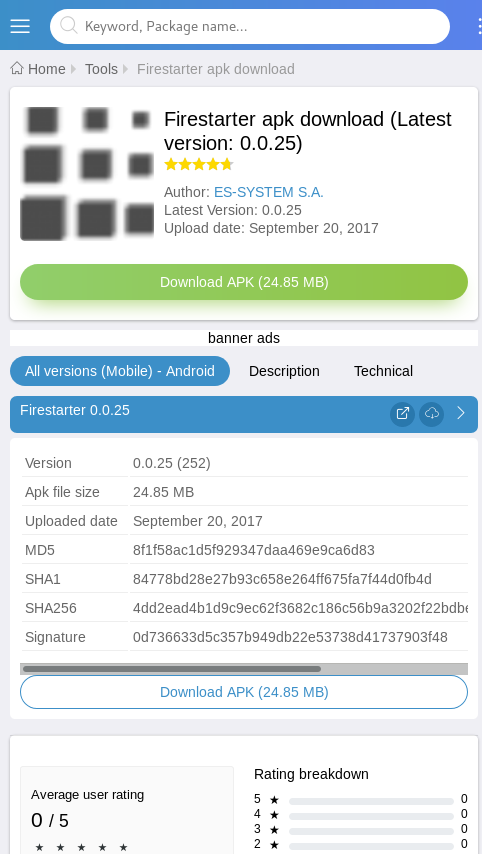 Keyword, Package name...
Home Tools Firestarter apk download
Firestarter apk download (Latest
version: 0.0.25)
Author: ES-SYSTEM S.A.
Latest Version: 0.0.25
Upload date: September 20, 2017
Download APK (24.85 MB)
banner ads
All versions (Mobile) - Android Description Technical
Firestarter 0.0.25
Version 0.0.25 (252)
Apk file size 24.85 MB
Uploaded date September 20, 2017
MD5 8f1f58ac1d5f929347daa469e9ca6d83
SHA1 84778bd28e27b93c658e264ff675fa7f44d0fb4d
SHA256 4dd2ead4b1d9c9ec62f3682c186c56b9a3202f22bdbe
Signature 0d736633d5c357b949db22e53738d41737903f48
Download APK (24.85 MB)
Rating breakdown
Average user rating
0 / 5
5 ★ 0
4 ★ 0
3 ★ 0
2 ★ 0